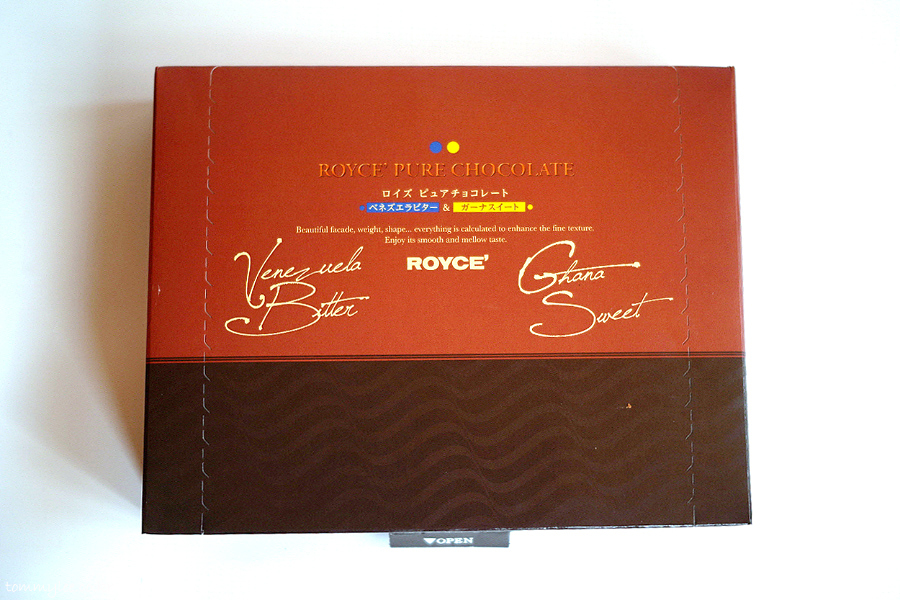 ROYCE' PURE CHOCOLATE
ロイズ ピュアチョコレート
ベネズエラビター & ガーナスイート
Beautiful facade, weight, shape... everything is calculated to enhance the fine texture.
Enjoy its smooth and mellow taste.
ROYCE'
Venezuela
Bitter
Ghana
Sweet
▼OPEN